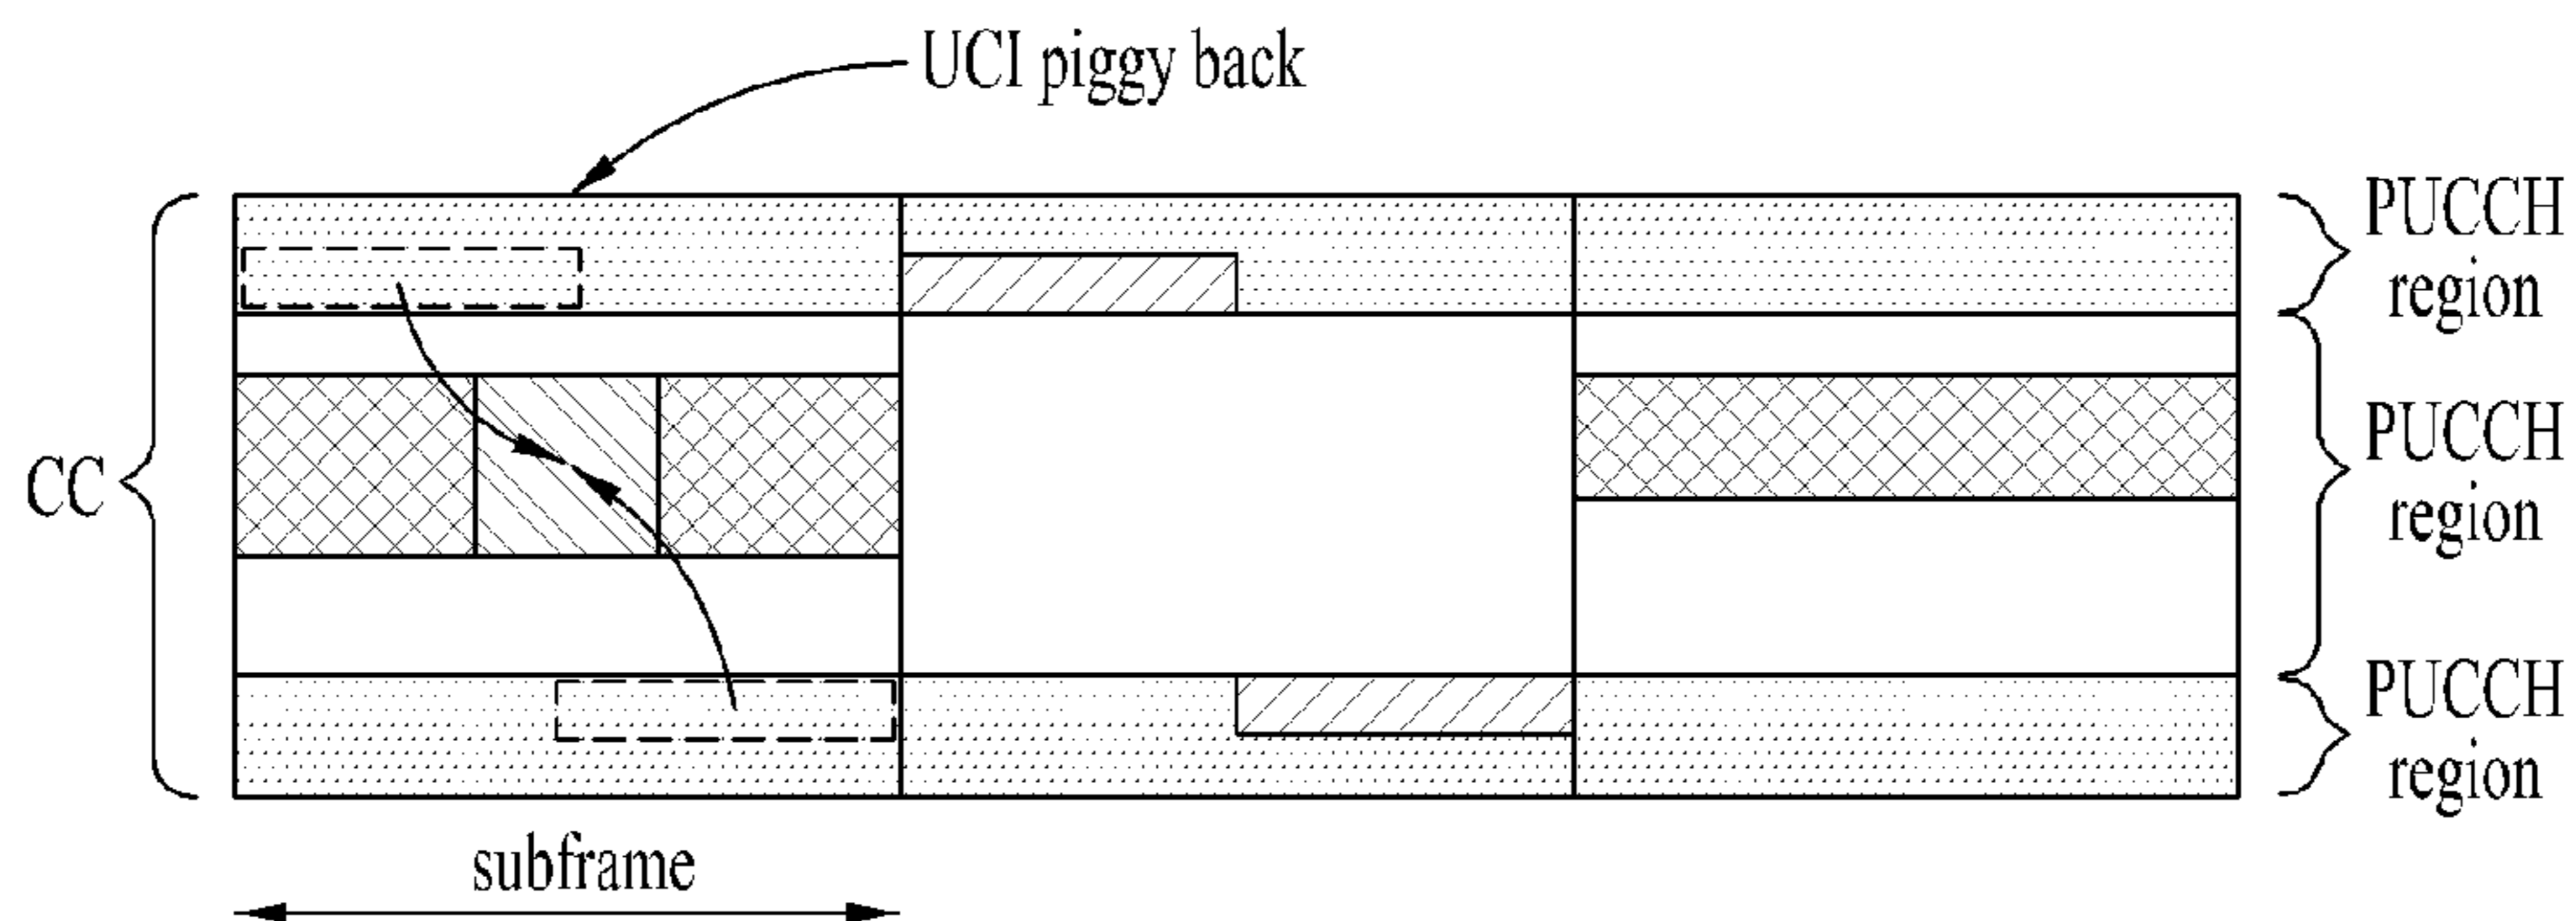 UCI piggy back
PUCCH
region
CC
PUCCH
region
PUCCH
region
subframe